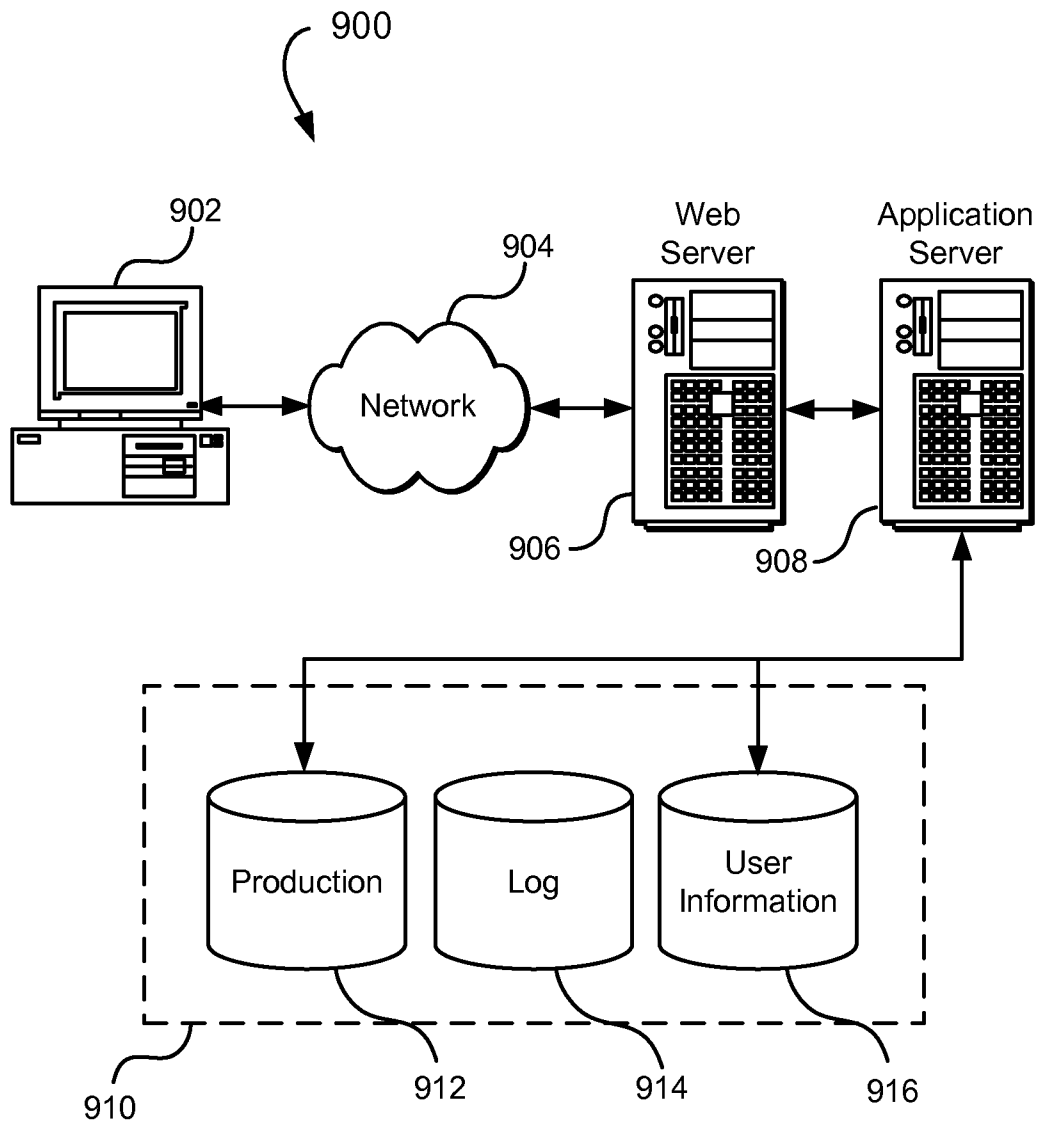 900
902
904
Web
Server
Application
Server
Network
906
908
Production
Log
User
Information
910
912
914
916